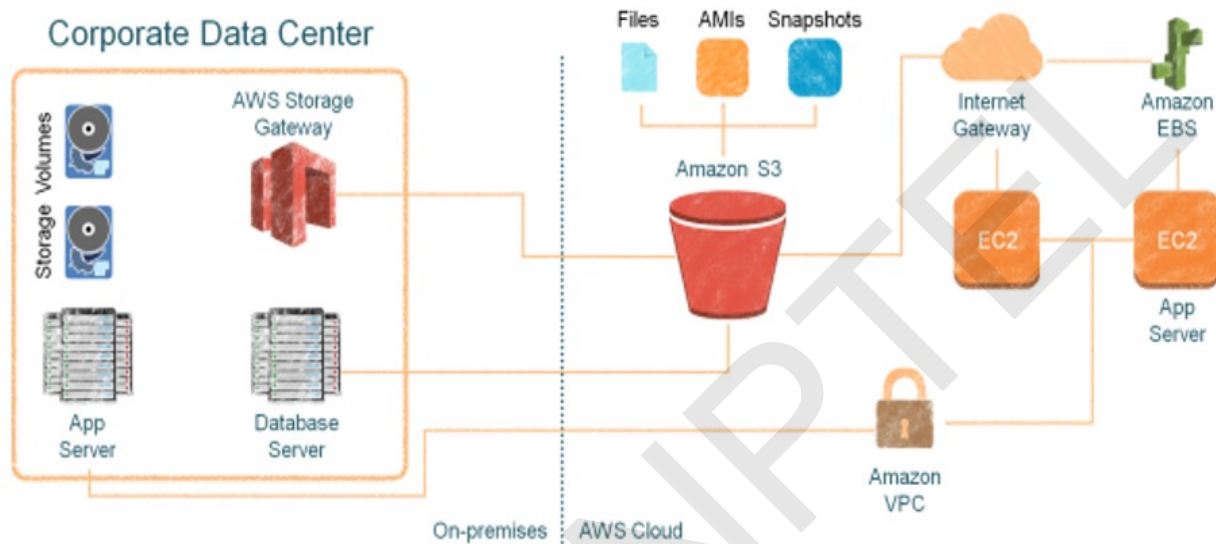 Corporate Data Center
Files
AMIs
Snapshots
Storage Volumes
AWS Storage
Gateway
Amazon S3
Internet
Gateway
Amazon
EBS
EC2
EC2
App
Server
App
Server
Database
Server
Amazon
VPC
On-premises
AWS Cloud
NPTEL